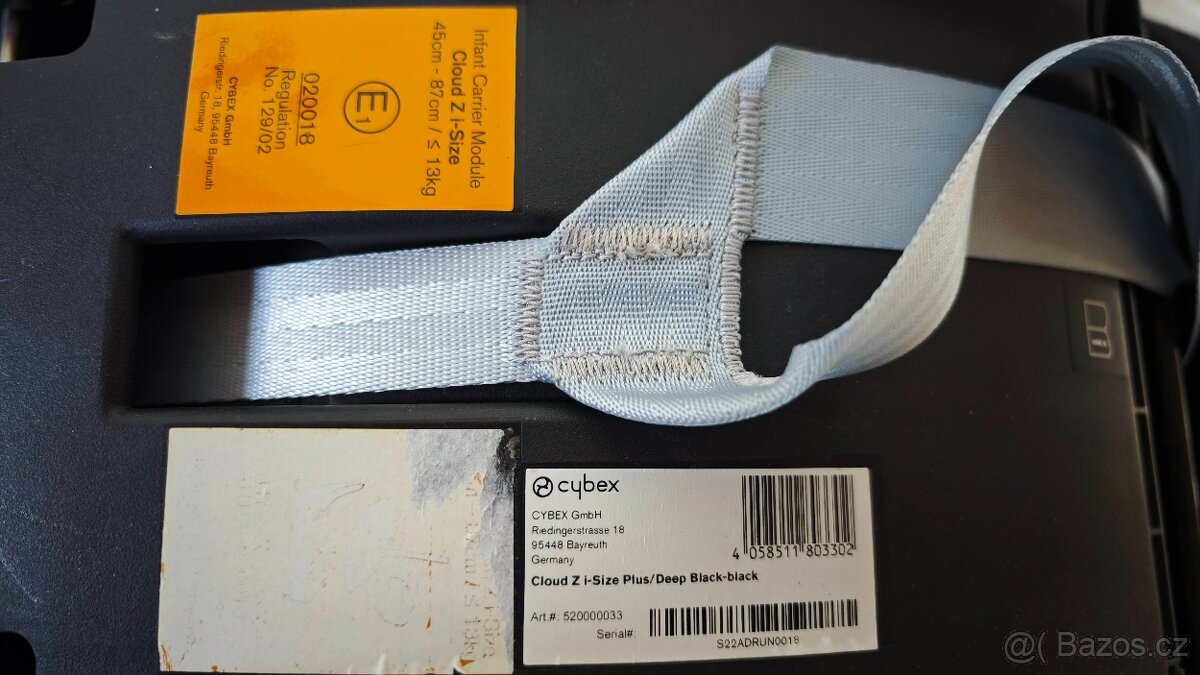 Infant Carrier Module
Cloud Z i-Size
45cm - 87cm / ≤ 13kg
E1
020018
Regulation
No. 129/02
CYBEX GmbH
Riedingerstr. 18, 95448 Bayreuth
Germany
Z i-Size
/ ≤ 13kg
cybex
CYBEX GmbH
Riedingerstrasse 18
95448 Bayreuth
Germany
4 058511 803302
Cloud Z i-Size Plus/Deep Black-black
Art.#: 520000033
Serial#:
S22ADRUN0018
@( Bazos.cz